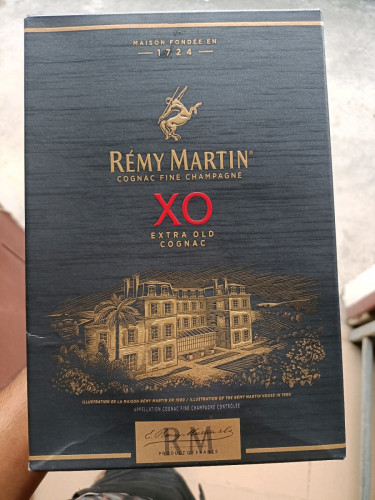 MAISON FONDÉE EN
1724
RÉMY MARTIN®
COGNAC FINE CHAMPAGNE
XO
EXTRA OLD
COGNAC
ILLUSTRATION DE LA MAISON RÉMY MARTIN EN 1900 / ILLUSTRATION OF THE RÉMY MARTIN HOUSE IN 1900
APPELLATION COGNAC FINE CHAMPAGNE CONTRÔLÉE
RM
PRODUCT OF FRANCE